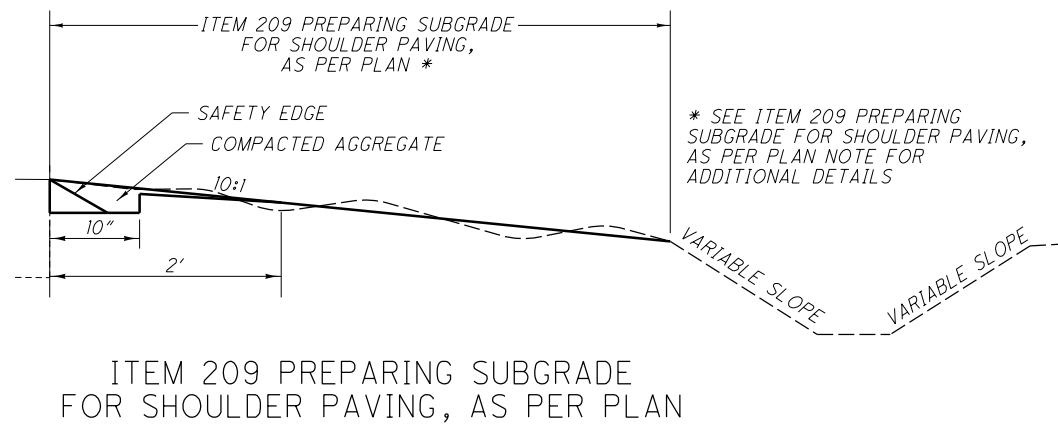 ITEM 209 PREPARING SUBGRADE
FOR SHOULDER PAVING,
AS PER PLAN *
SAFETY EDGE
COMPACTED AGGREGATE
* SEE ITEM 209 PREPARING
SUBGRADE FOR SHOULDER PAVING,
AS PER PLAN NOTE FOR
ADDITIONAL DETAILS
10:1
10"
2'
VARIABLE SLOPE
VARIABLE SLOPE
ITEM 209 PREPARING SUBGRADE
FOR SHOULDER PAVING, AS PER PLAN